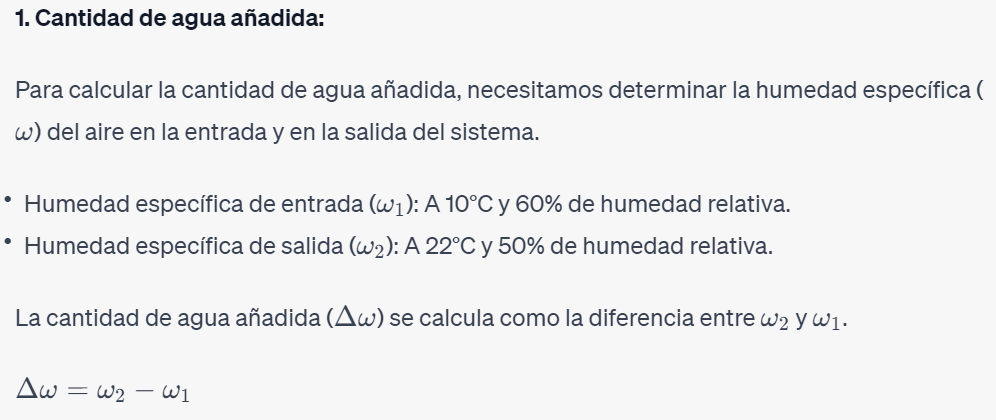 1. Cantidad de agua añadida:
Para calcular la cantidad de agua añadida, necesitamos determinar la humedad específica (
ω) del aire en la entrada y en la salida del sistema.
• Humedad específica de entrada (ω₁): A 10°C y 60% de humedad relativa.
• Humedad específica de salida (ω₂): A 22°C y 50% de humedad relativa.
La cantidad de agua añadida (Δω) se calcula como la diferencia entre ω₂ y ω₁.
Δω = ω₂ − ω₁